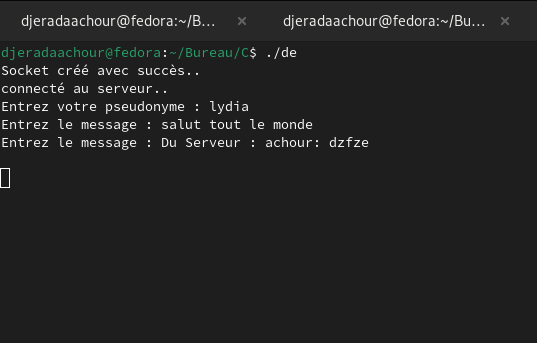 djeradaachour@fedora:~/B... × djeradaachour@fedora:~/Bu... ×
djeradaachour@fedora:~/Bureau/C$ ./de
Socket créé avec succès..
connecté au serveur..
Entrez votre pseudonyme : lydia
Entrez le message : salut tout le monde
Entrez le message : Du Serveur : achour: dzfze